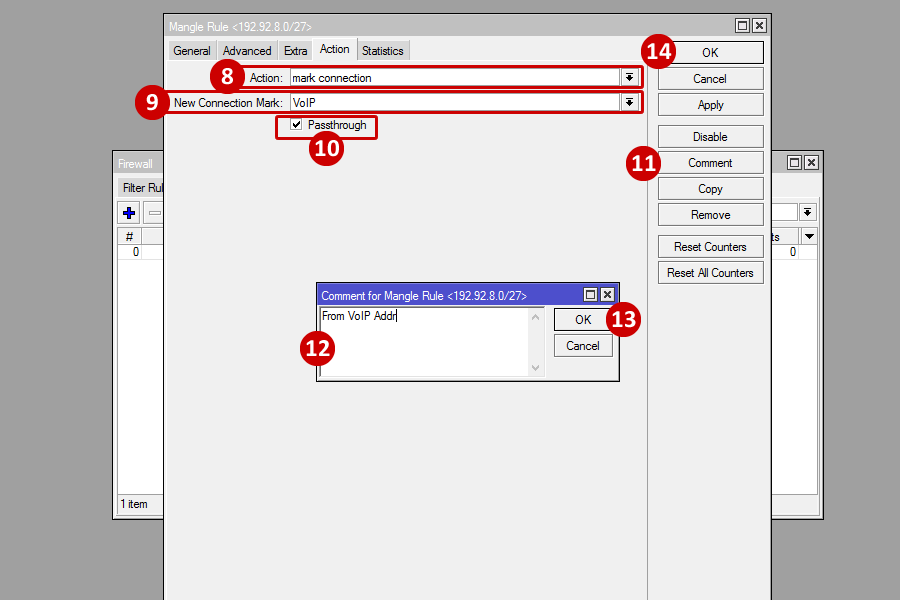 Mangle Rule <192.92.8.0/27>
General Advanced Extra Action Statistics
14 OK
8 Action: mark connection
Cancel
9 New Connection Mark: VoIP
Apply
Passthrough
10
Disable
11 Comment
Copy
Remove
Reset Counters
Reset All Counters
Firewall
Filter Rul
#
ts
0
0
Comment for Mangle Rule <192.92.8.0/27>
From VoIP Addr
OK 13
12
Cancel
1 item